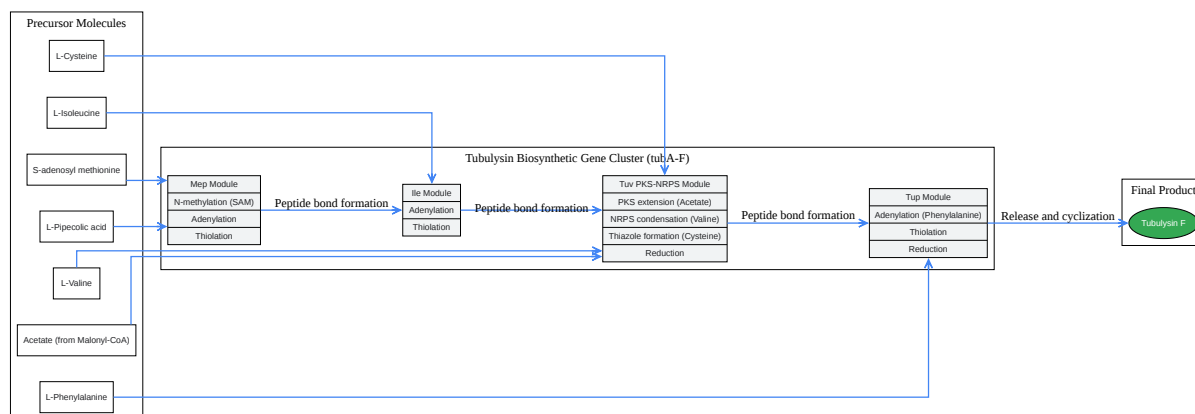 Precursor Molecules
L-Cysteine
L-Isoleucine
S-adenosyl methionine
L-Pipecolic acid
L-Valine
Acetate (from Malonyl-CoA)
L-Phenylalanine
Tubulysin Biosynthetic Gene Cluster (tubA-F)
Mep Module
N-methylation (SAM)
Adenylation
Thiolation
Peptide bond formation
Ile Module
Adenylation
Thiolation
Peptide bond formation
Tuv PKS-NRPS Module
PKS extension (Acetate)
NRPS condensation (Valine)
Thiazole formation (Cysteine)
Reduction
Peptide bond formation
Tup Module
Adenylation (Phenylalanine)
Thiolation
Reduction
Release and cyclization
Final Product
Tubulysin F